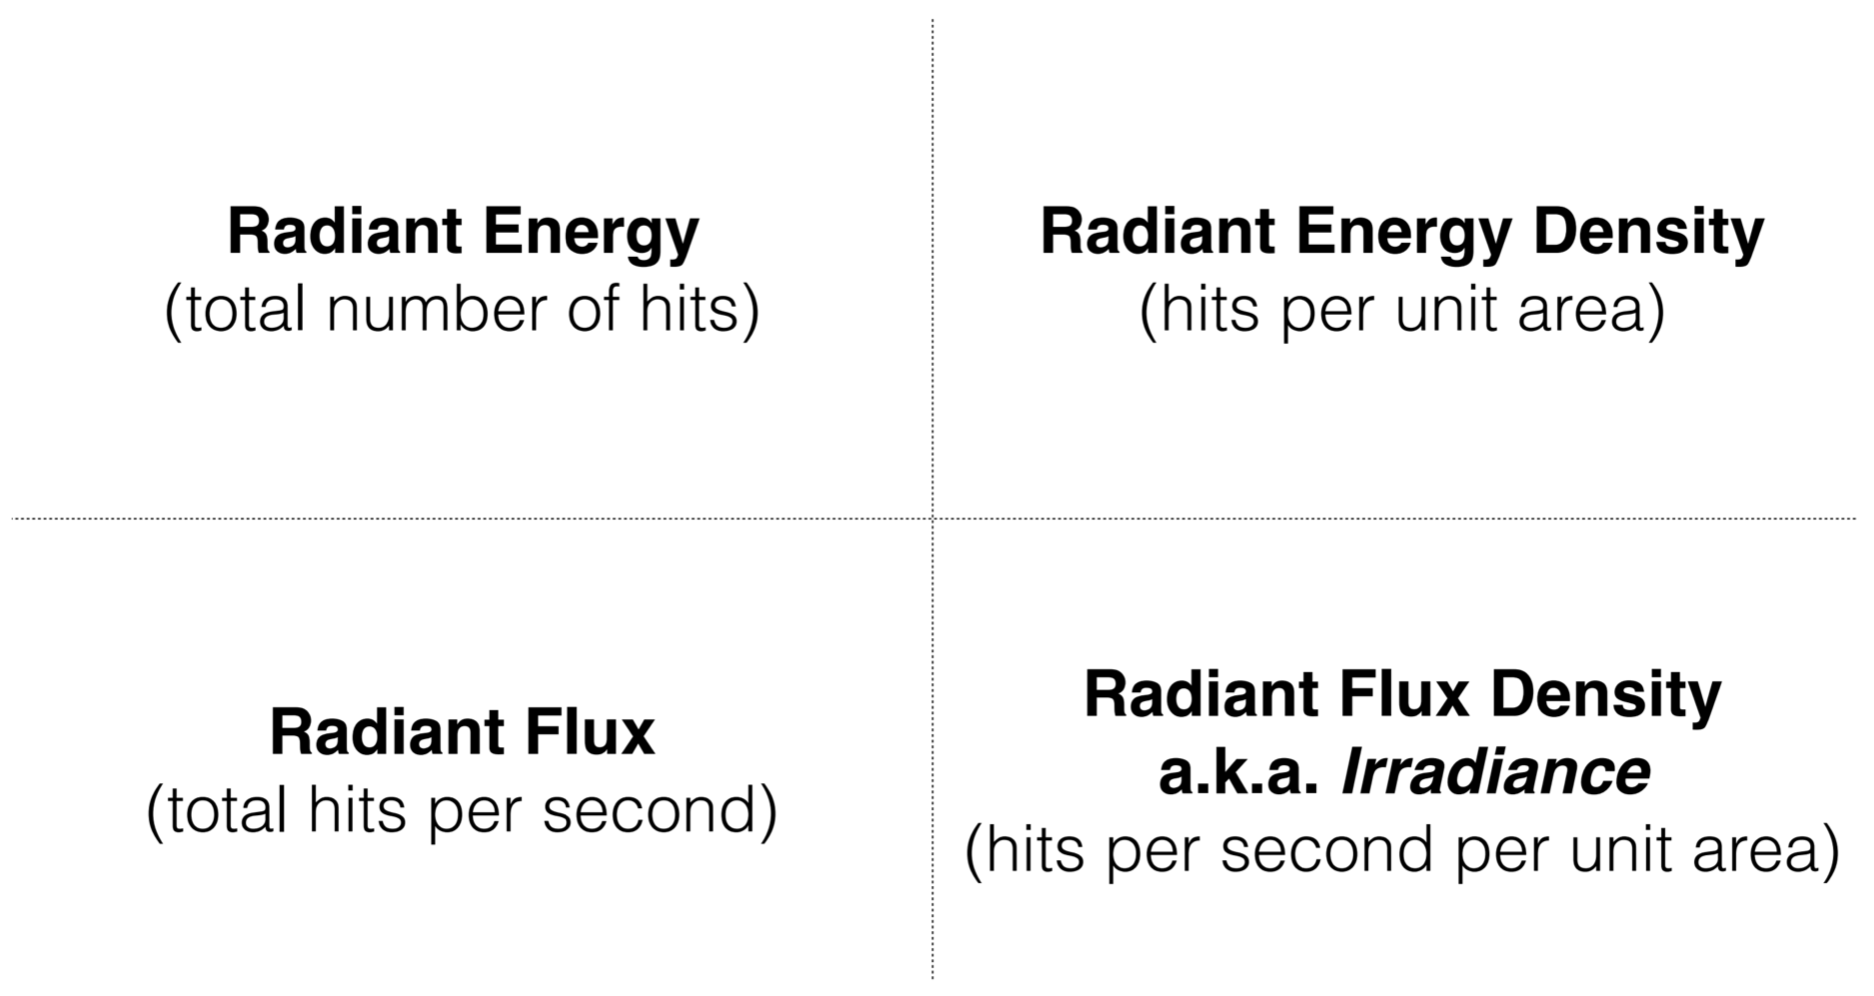 Radiant Energy
(total number of hits)
Radiant Energy Density
(hits per unit area)
Radiant Flux
(total hits per second)
Radiant Flux Density
a.k.a. Irradiance
(hits per second per unit area)